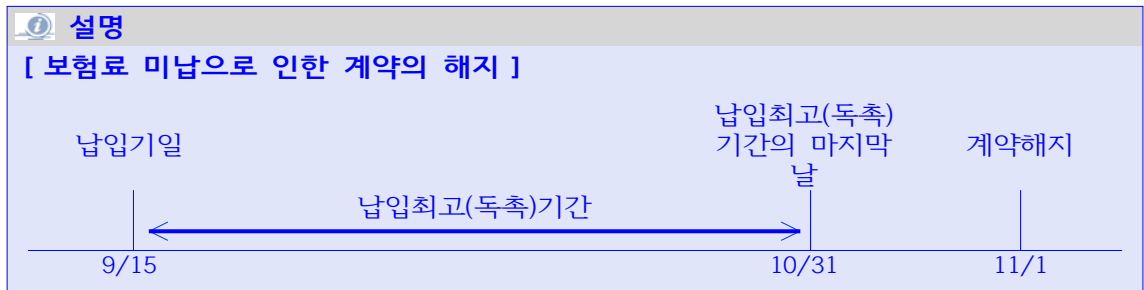 설명
[ 보험료 미납으로 인한 계약의 해지 ]
납입기일
납입최고(독촉)
기간의 마지막
날
계약해지
납입최고(독촉)기간
9/15
10/31
11/1